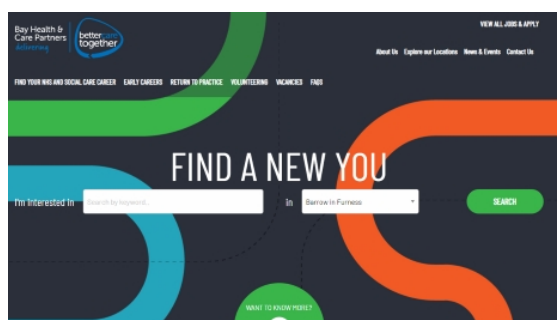 Bay Health &
Care Partners
delivering
bettercare
together
VIEW ALL JOBS & APPLY
About Us Explore our Locations News & Events Contact Us
FIND YOUR NHS AND SOCIAL CARE CAREER EARLY CAREERS RETURN TO PRACTICE VOLUNTEERING VACANCIES FAQS
FIND A NEW YOU
I'm interested in Search by keyword... in Barrow in Furness SEARCH
WANT TO KNOW MORE?